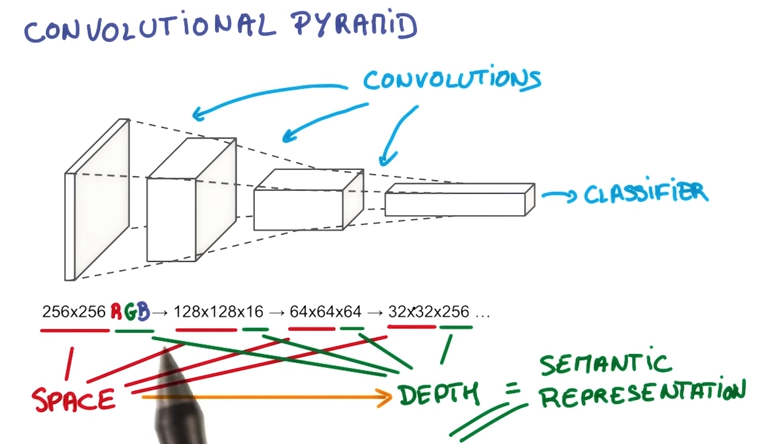 CONVOLUTIONAL PYRAMID
CONVOLUTIONS
CLASSIFIER
256x256 RGB → 128x128x16 → 64x64x64 → 32x32x256 ...
SPACE → DEPTH = SEMANTIC
REPRESENTATION